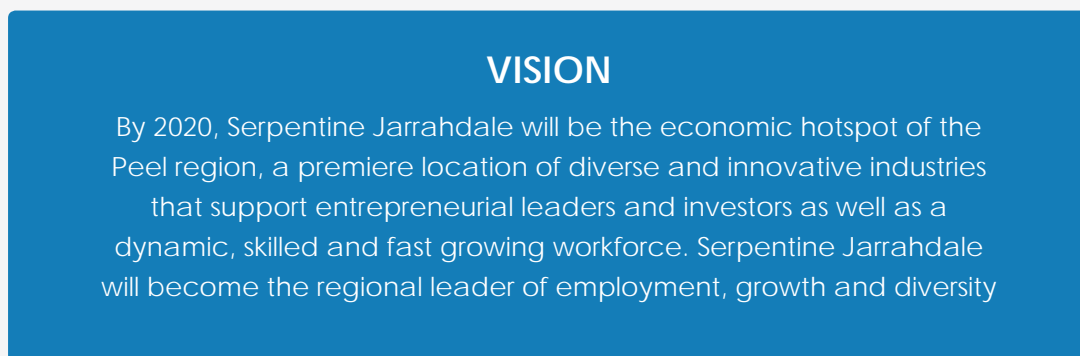 VISION
By 2020, Serpentine Jarrahdale will be the economic hotspot of the
Peel region, a premiere location of diverse and innovative industries
that support entrepreneurial leaders and investors as well as a
dynamic, skilled and fast growing workforce. Serpentine Jarrahdale
will become the regional leader of employment, growth and diversity